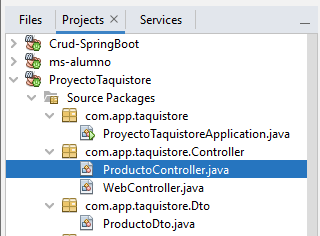 Files Projects Services
Crud-SpringBoot
ms-alumno
ProyectoTaquistore
Source Packages
com.app.taquistore
ProyectoTaquistoreApplication.java
com.app.taquistore.Controller
ProductoController.java
WebController.java
com.app.taquistore.Dto
ProductoDto.java